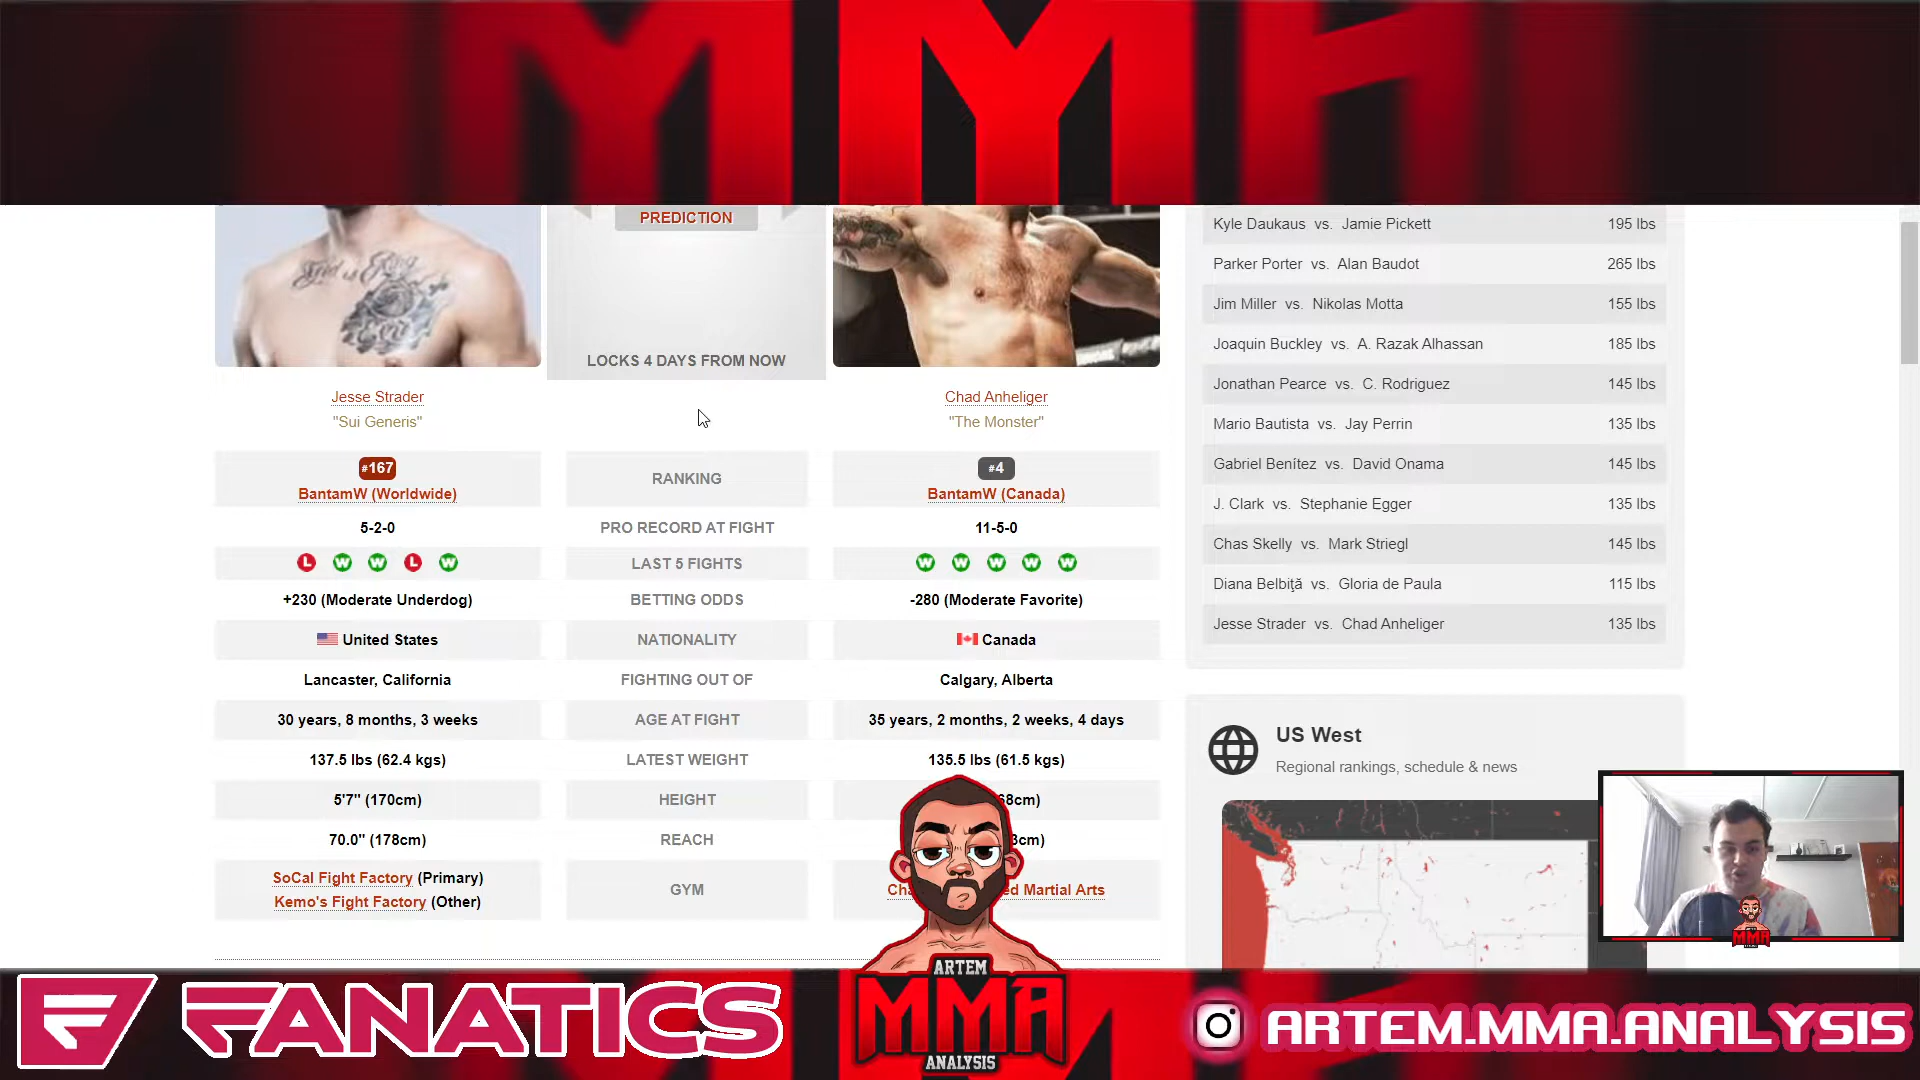 MMA
PREDICTION
LOCKS 4 DAYS FROM NOW
Jesse Strader
"Sui Generis"
Chad Anheliger
"The Monster"
#167
BantamW (Worldwide)
RANKING
#4
BantamW (Canada)
5-2-0
PRO RECORD AT FIGHT
11-5-0
L W W L W
LAST 5 FIGHTS
W W W W W
+230 (Moderate Underdog)
BETTING ODDS
-280 (Moderate Favorite)
United States
NATIONALITY
Canada
Lancaster, California
FIGHTING OUT OF
Calgary, Alberta
30 years, 8 months, 3 weeks
AGE AT FIGHT
35 years, 2 months, 2 weeks, 4 days
137.5 lbs (62.4 kgs)
LATEST WEIGHT
135.5 lbs (61.5 kgs)
5'7" (170cm)
HEIGHT
70.0" (178cm)
REACH
SoCal Fight Factory (Primary)
Kemo's Fight Factory (Other)
GYM
Martial Arts
Kyle Daukaus vs. Jamie Pickett 195 lbs
Parker Porter vs. Alan Baudot 265 lbs
Jim Miller vs. Nikolas Motta 155 lbs
Joaquin Buckley vs. A. Razak Alhassan 185 lbs
Jonathan Pearce vs. C. Rodriguez 145 lbs
Mario Bautista vs. Jay Perrin 135 lbs
Gabriel Benítez vs. David Onama 145 lbs
J. Clark vs. Stephanie Egger 135 lbs
Chas Skelly vs. Mark Striegl 145 lbs
Diana Belbiţă vs. Gloria de Paula 115 lbs
Jesse Strader vs. Chad Anheliger 135 lbs
US West
Regional rankings, schedule & news
MMA
FANATICS
ARTEM
MMA
ANALYSIS
ARTEM.MMA.ANALYSIS